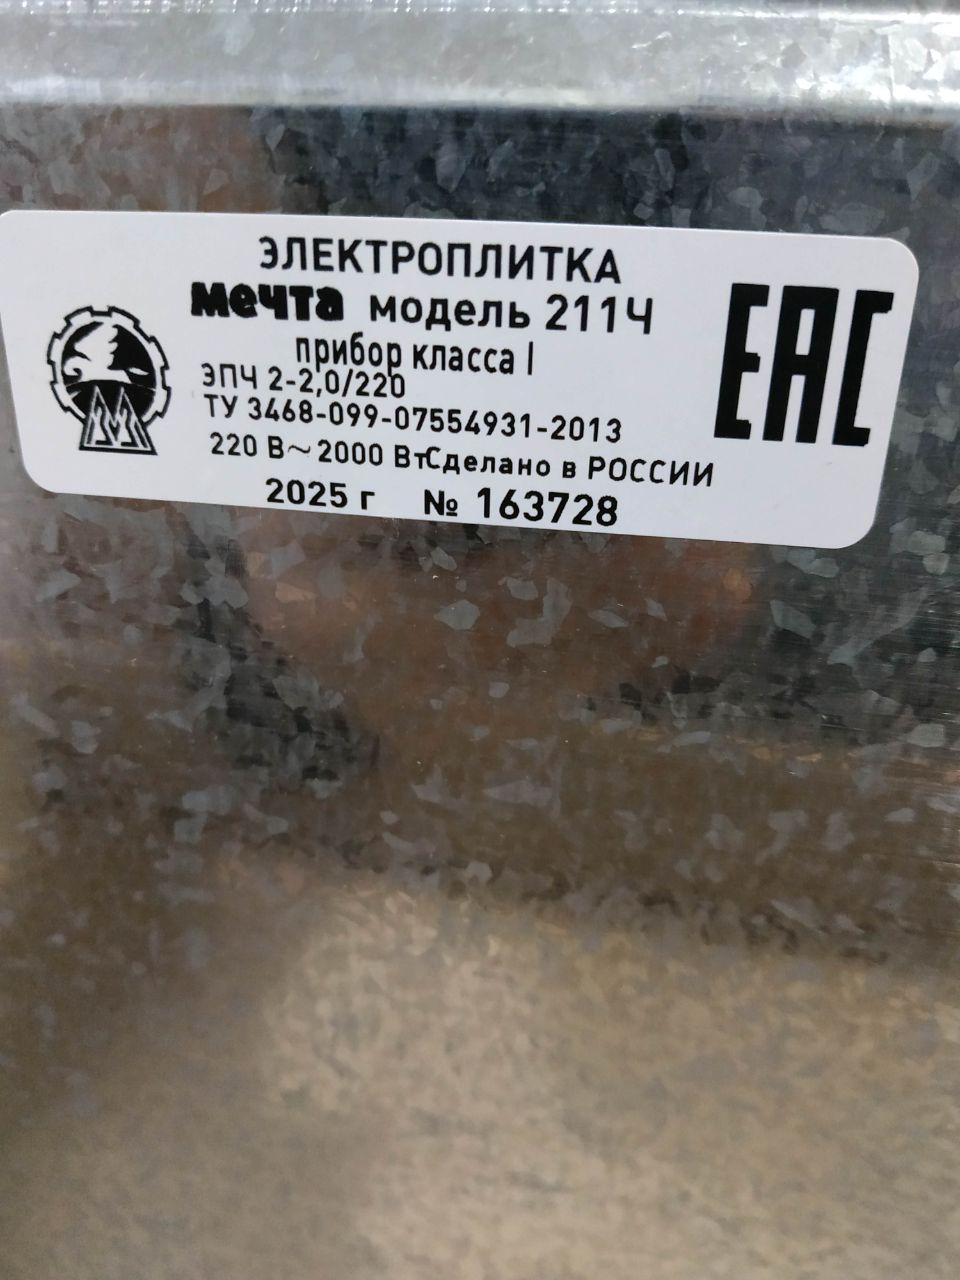 ЭЛЕКТРОПЛИТКА
мечта модель 211Ч
прибор класса I
ЭПЧ 2-2,0/220
ТУ 3468-099-07554931-2013
220 В~2000 ВтСделано в РОССИИ
2025 г № 163728
EAC